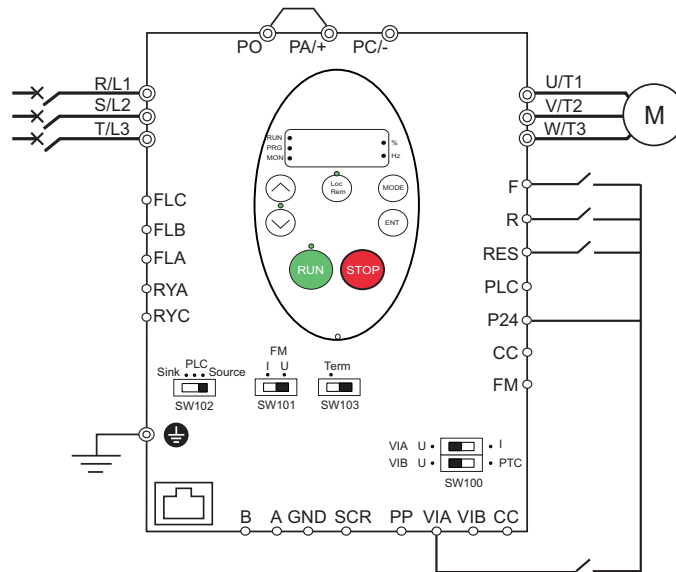 PO PA/+ PC/-
R/L1
S/L2
T/L3
U/T1
V/T2
W/T3
M
RUN
PRG
MON
%
Hz
Loc
Rem
MODE
ENT
RUN
STOP
FLC
FLB
FLA
RYA
RYC
F
R
RES
PLC
P24
CC
FM
PLC
Sink Source
SW102
FM
I U
SW101
Term
SW103
VIA U I
VIB U PTC
SW100
B A GND SCR PP VIA VIB CC